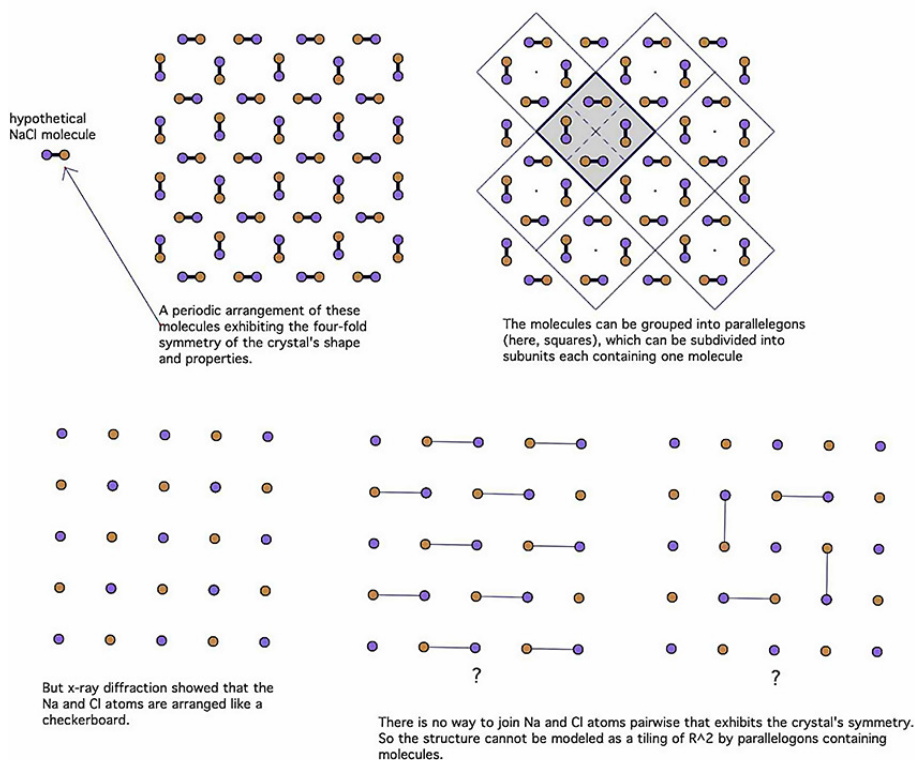 hypothetical
NaCl molecule
A periodic arrangement of these
molecules exhibiting the four-fold
symmetry of the crystal's shape
and properties.
The molecules can be grouped into parallelegons
(here, squares), which can be subdivided into
subunits each containing one molecule
But x-ray diffraction showed that the
Na and Cl atoms are arranged like a
checkerboard.
?
?
There is no way to join Na and Cl atoms pairwise that exhibits the crystal's symmetry.
So the structure cannot be modeled as a tiling of R^2 by parallelogons containing
molecules.